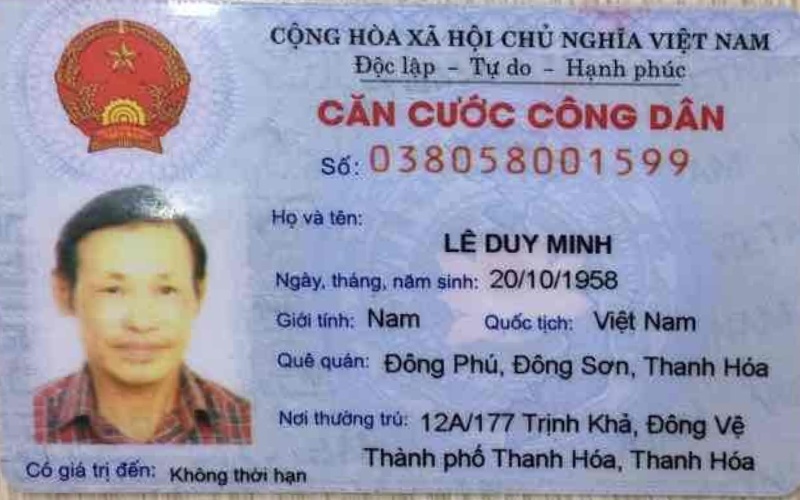 CỘNG HÒA XÃ HỘI CHỦ NGHĨA VIỆT NAM
Độc lập - Tự do - Hạnh phúc
CĂN CƯỚC CÔNG DÂN
Số: 038058001599
Họ và tên:
LÊ DUY MINH
Ngày, tháng, năm sinh: 20/10/1958
Giới tính: Nam Quốc tịch: Việt Nam
Quê quán: Đông Phú, Đông Sơn, Thanh Hóa
Nơi thường trú: 12A/177 Trịnh Khả, Đông Vệ
Thành phố Thanh Hóa, Thanh Hóa
Có giá trị đến: Không thời hạn